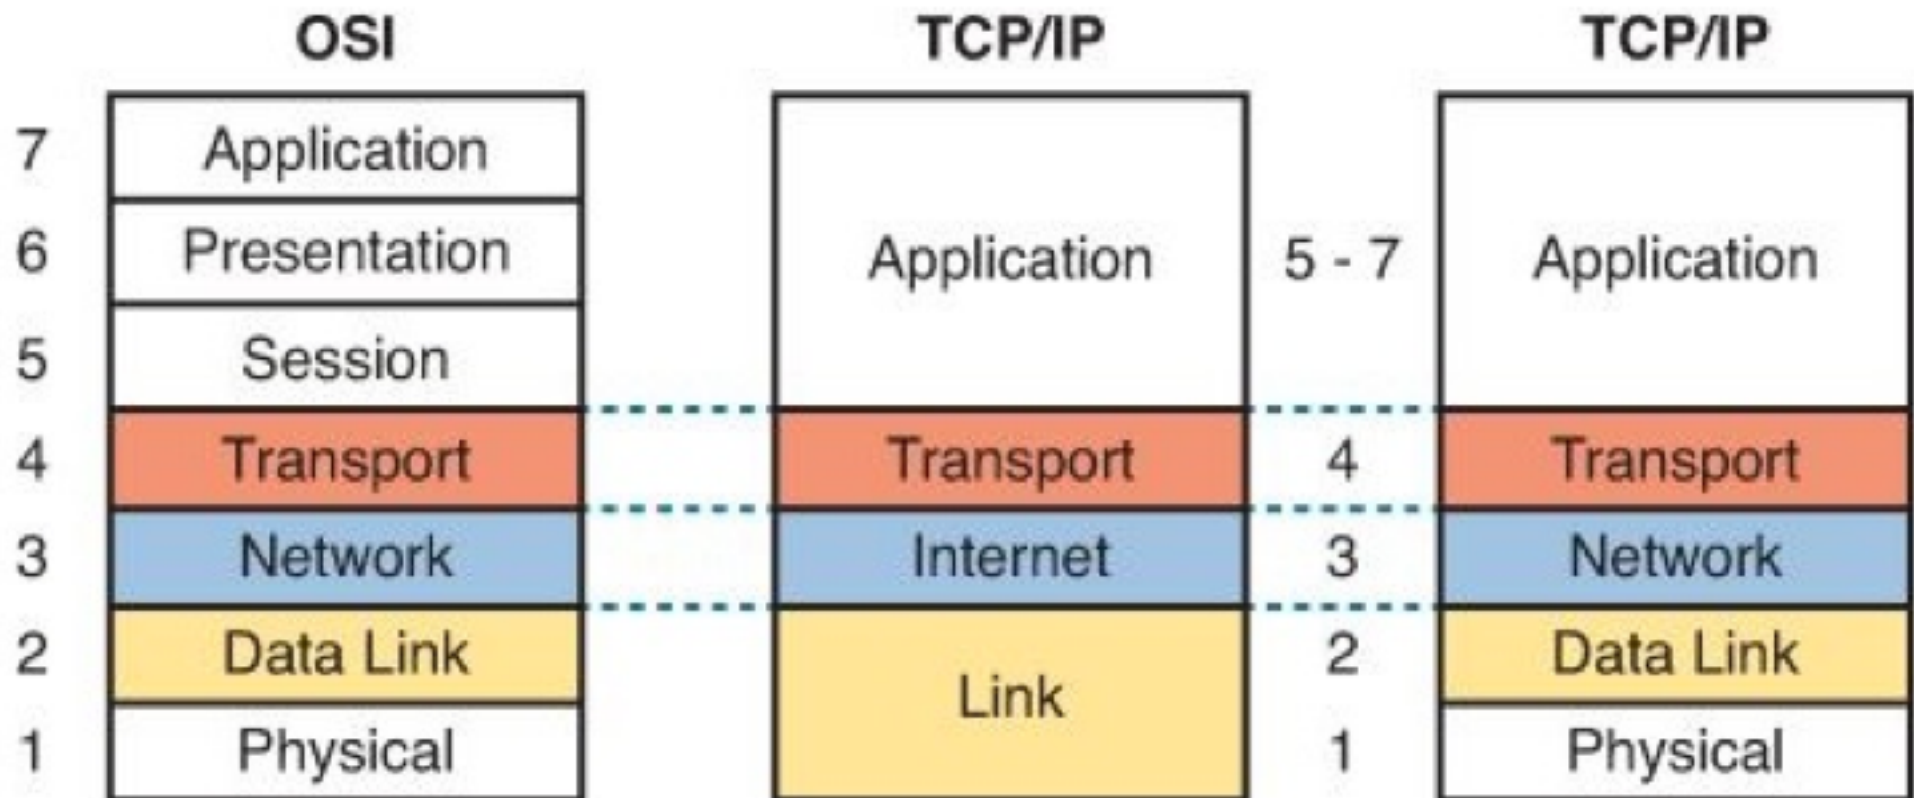 OSI TCP/IP TCP/IP
7 Application
6 Presentation Application 5 - 7 Application
5 Session
4 Transport Transport 4 Transport
3 Network Internet 3 Network
2 Data Link 2 Data Link
Link
1 Physical 1 Physical